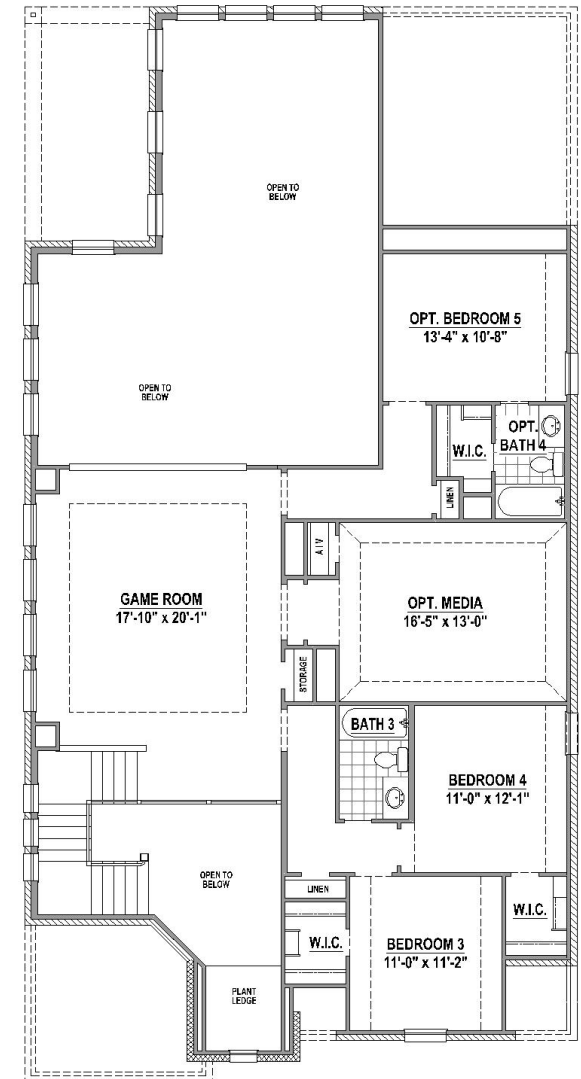 OPEN TO
BELOW
OPT. BEDROOM 5
13'-4" x 10'-8"
OPEN TO
BELOW
OPT.
BATH 4
W.I.C.
LINEN
A/V
GAME ROOM
17'-10" x 20'-1"
OPT. MEDIA
16'-5" x 13'-0"
STORAGE
BATH 3
BEDROOM 4
11'-0" x 12'-1"
OPEN TO
BELOW
LINEN
W.I.C.
W.I.C.
BEDROOM 3
11'-0" x 11'-2"
PLANT
LEDGE